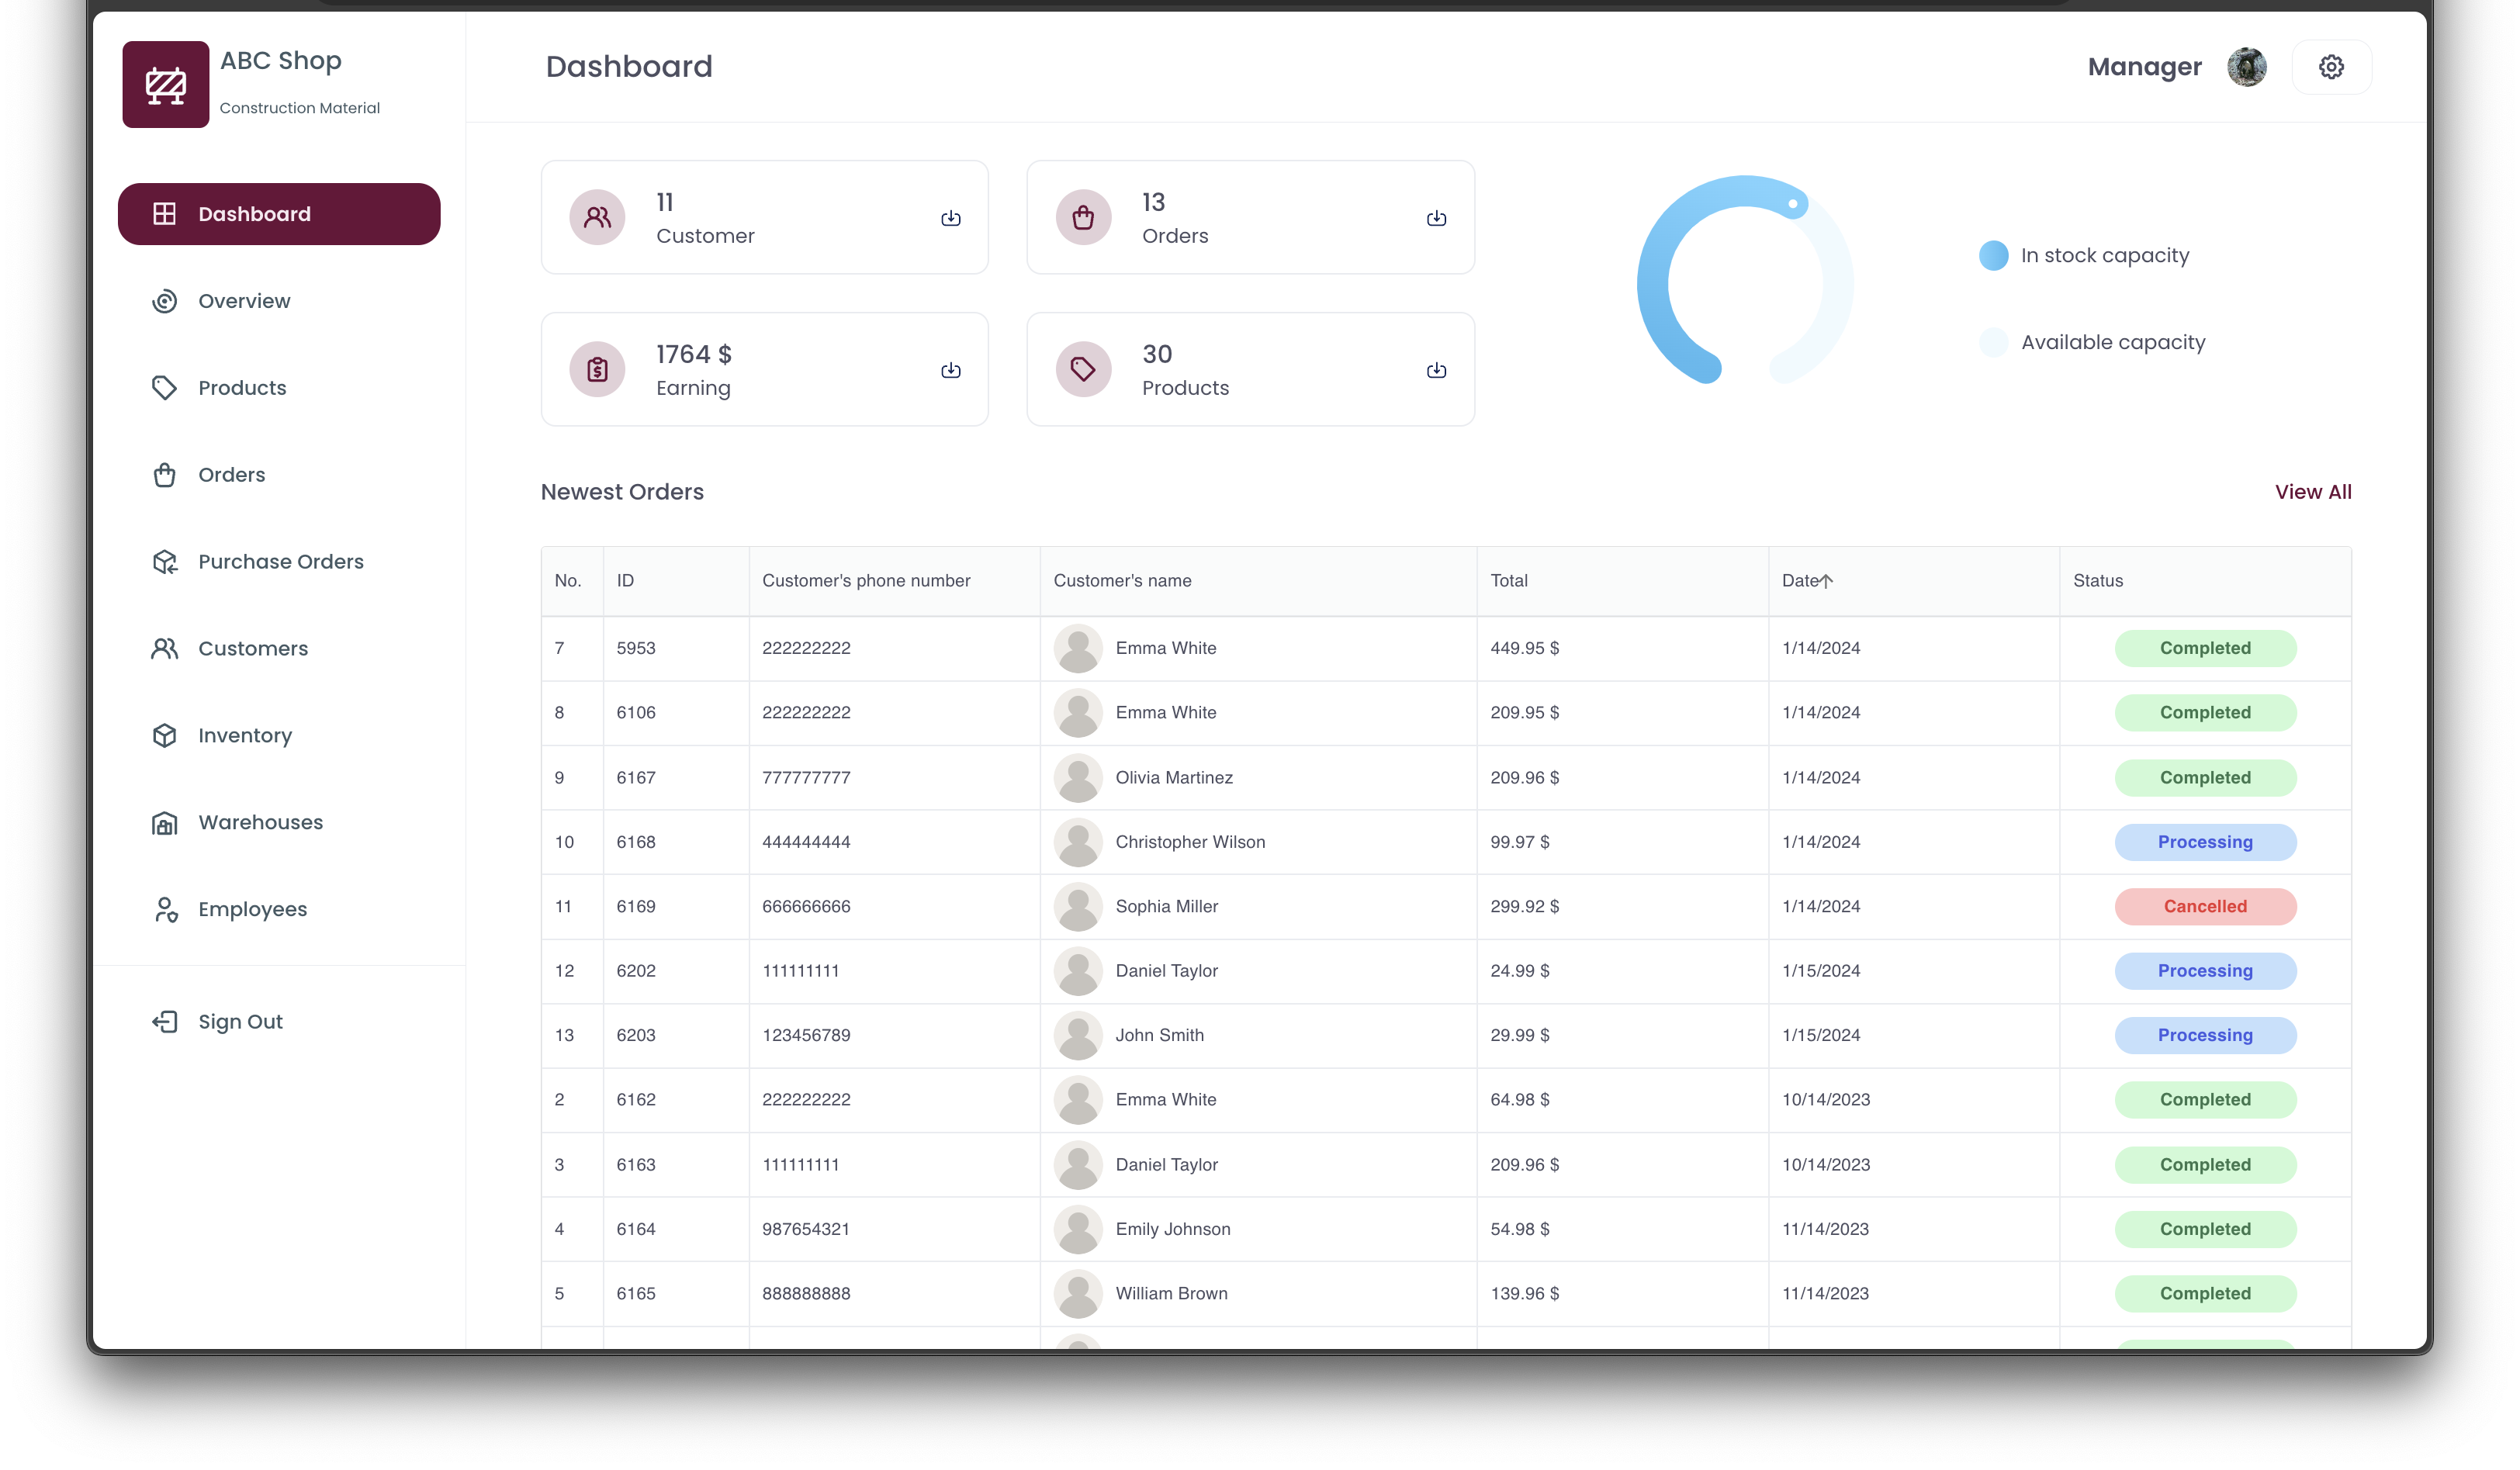 ABC Shop
Construction Material
Dashboard
Overview
Products
Orders
Purchase Orders
Customers
Inventory
Warehouses
Employees
Sign Out
Dashboard
Manager
11
Customer
13
Orders
1764 $
Earning
30
Products
In stock capacity
Available capacity
Newest Orders
View All
No. ID Customer's phone number Customer's name Total Date Status
7 5953 222222222 Emma White 449.95 $ 1/14/2024 Completed
8 6106 222222222 Emma White 209.95 $ 1/14/2024 Completed
9 6167 777777777 Olivia Martinez 209.96 $ 1/14/2024 Completed
10 6168 444444444 Christopher Wilson 99.97 $ 1/14/2024 Processing
11 6169 666666666 Sophia Miller 299.92 $ 1/14/2024 Cancelled
12 6202 111111111 Daniel Taylor 24.99 $ 1/15/2024 Processing
13 6203 123456789 John Smith 29.99 $ 1/15/2024 Processing
2 6162 222222222 Emma White 64.98 $ 10/14/2023 Completed
3 6163 111111111 Daniel Taylor 209.96 $ 10/14/2023 Completed
4 6164 987654321 Emily Johnson 54.98 $ 11/14/2023 Completed
5 6165 888888888 William Brown 139.96 $ 11/14/2023 Completed